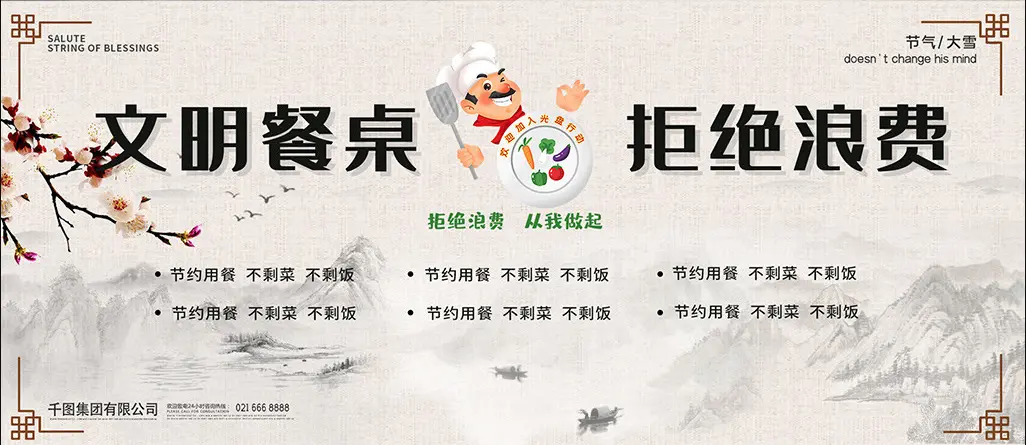 SALUTE
STRING OF BLESSINGS
节气/大雪
doesn't change his mind
文明餐桌 拒绝浪费
欢迎加入光盘行动
拒绝浪费 从我做起
• 节约用餐 不剩菜 不剩饭
• 节约用餐 不剩菜 不剩饭
• 节约用餐 不剩菜 不剩饭
• 节约用餐 不剩菜 不剩饭
• 节约用餐 不剩菜 不剩饭
• 节约用餐 不剩菜 不剩饭
千图集团有限公司
欢迎致电24小时咨询热线:
PLEASE CALL FOR CONSULTATION
021 666 8888